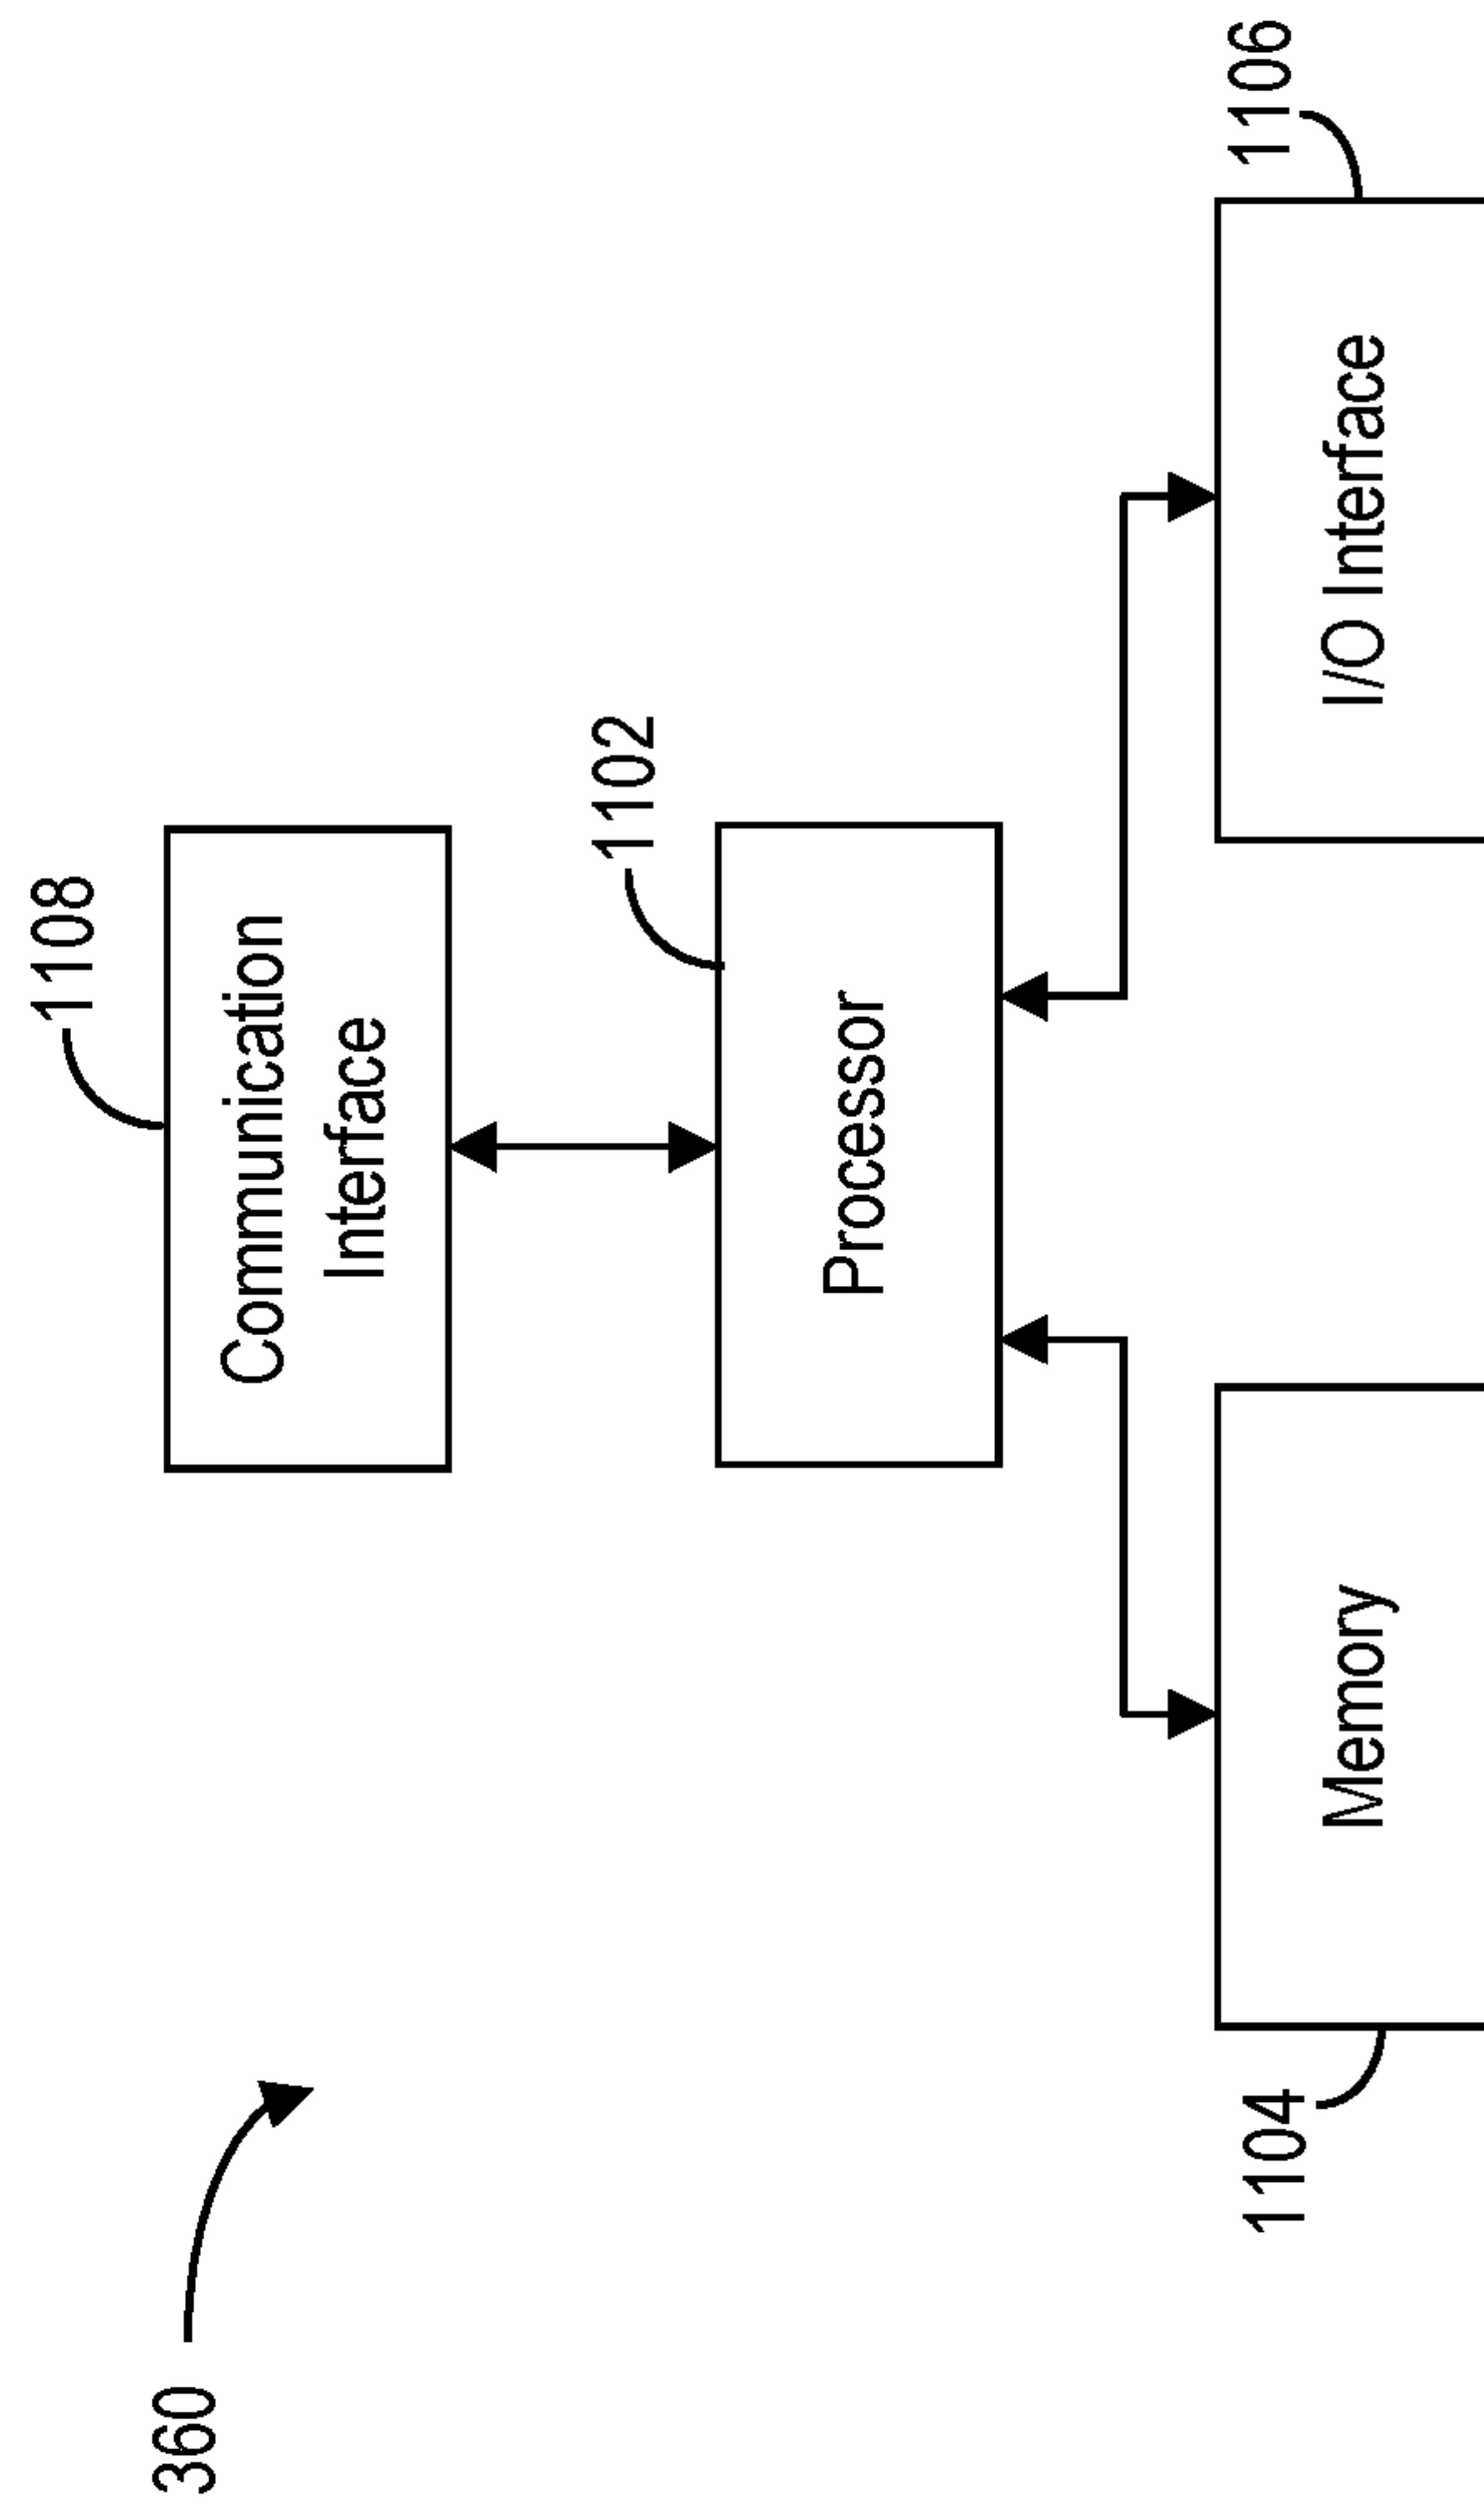 360
1108
Communication
Interface
1102
Processor
1104
Memory
1106
I/O Interface